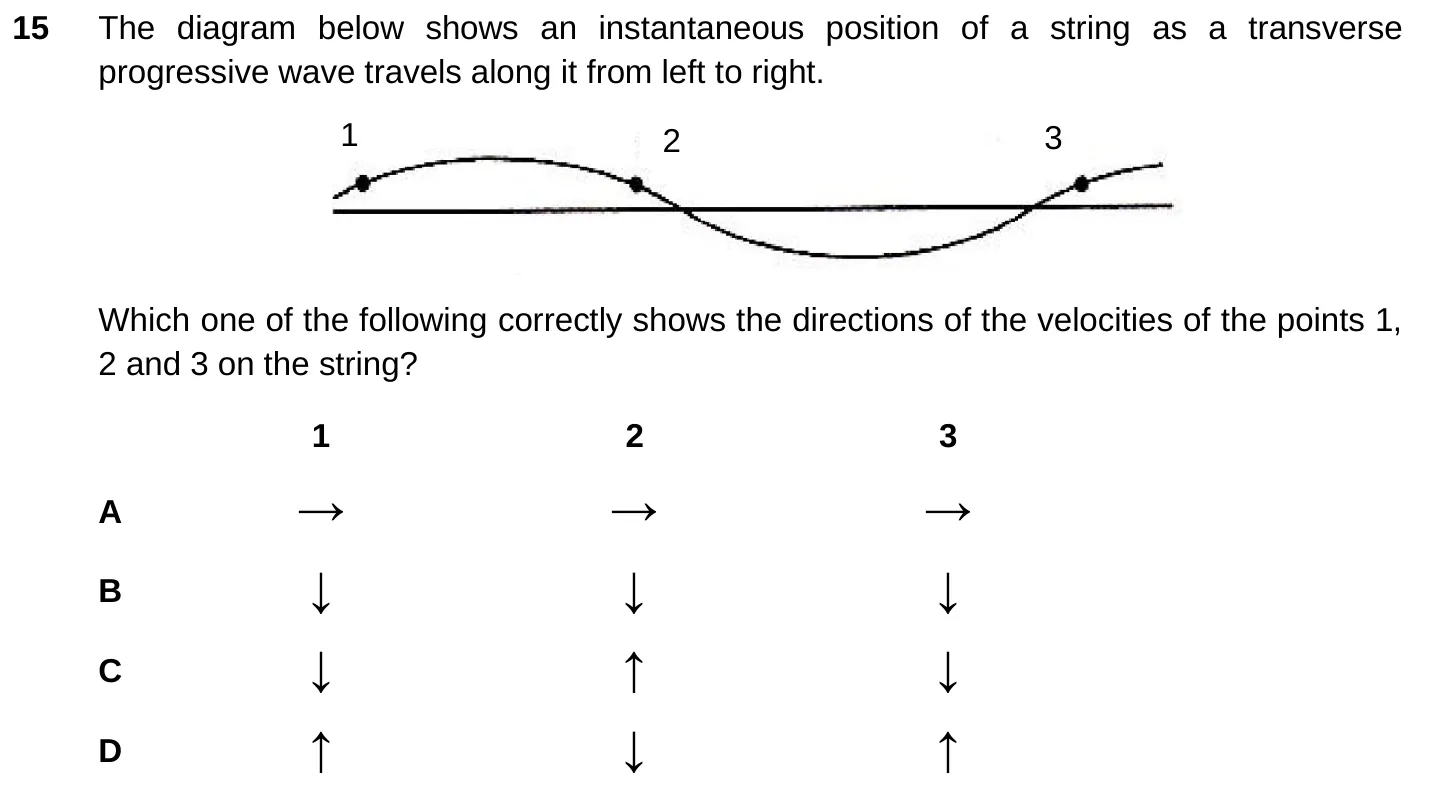 15 The diagram below shows an instantaneous position of a string as a transverse
progressive wave travels along it from left to right.
1 2 3
Which one of the following correctly shows the directions of the velocities of the points 1,
2 and 3 on the string?
1 2 3
A → → →
B ↓ ↓ ↓
C ↓ ↑ ↓
D ↑ ↓ ↑